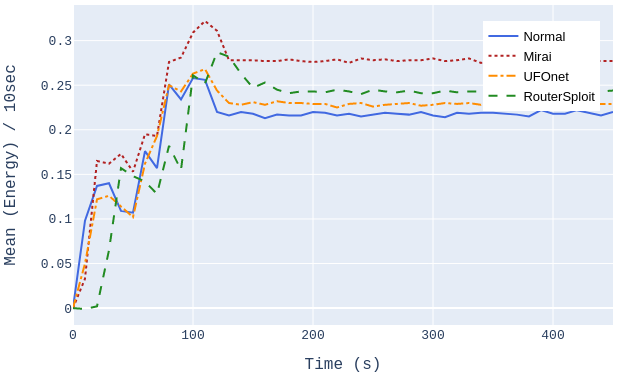 Mean (Energy) / 10sec
0.3
0.25
0.2
0.15
0.1
0.05
0
0
100
200
300
400
Time (s)
Normal
Mirai
UFOnet
RouterSploit